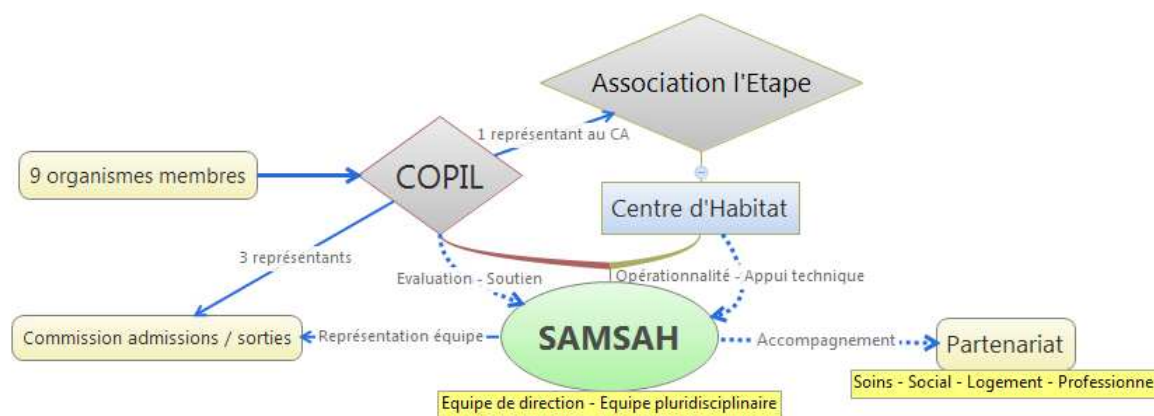 Association l'Etape
1 représentant au CA
9 organismes membres
COPIL
Centre d'Habitat
3 représentants
Evaluation - Soutien
Opérationnalité - Appui technique
Commission admissions / sorties
Représentation équipe
SAMSAH
Accompagnement
Partenariat
Soins - Social - Logement - Professionne
Equipe de direction - Equipe pluridisciplinaire